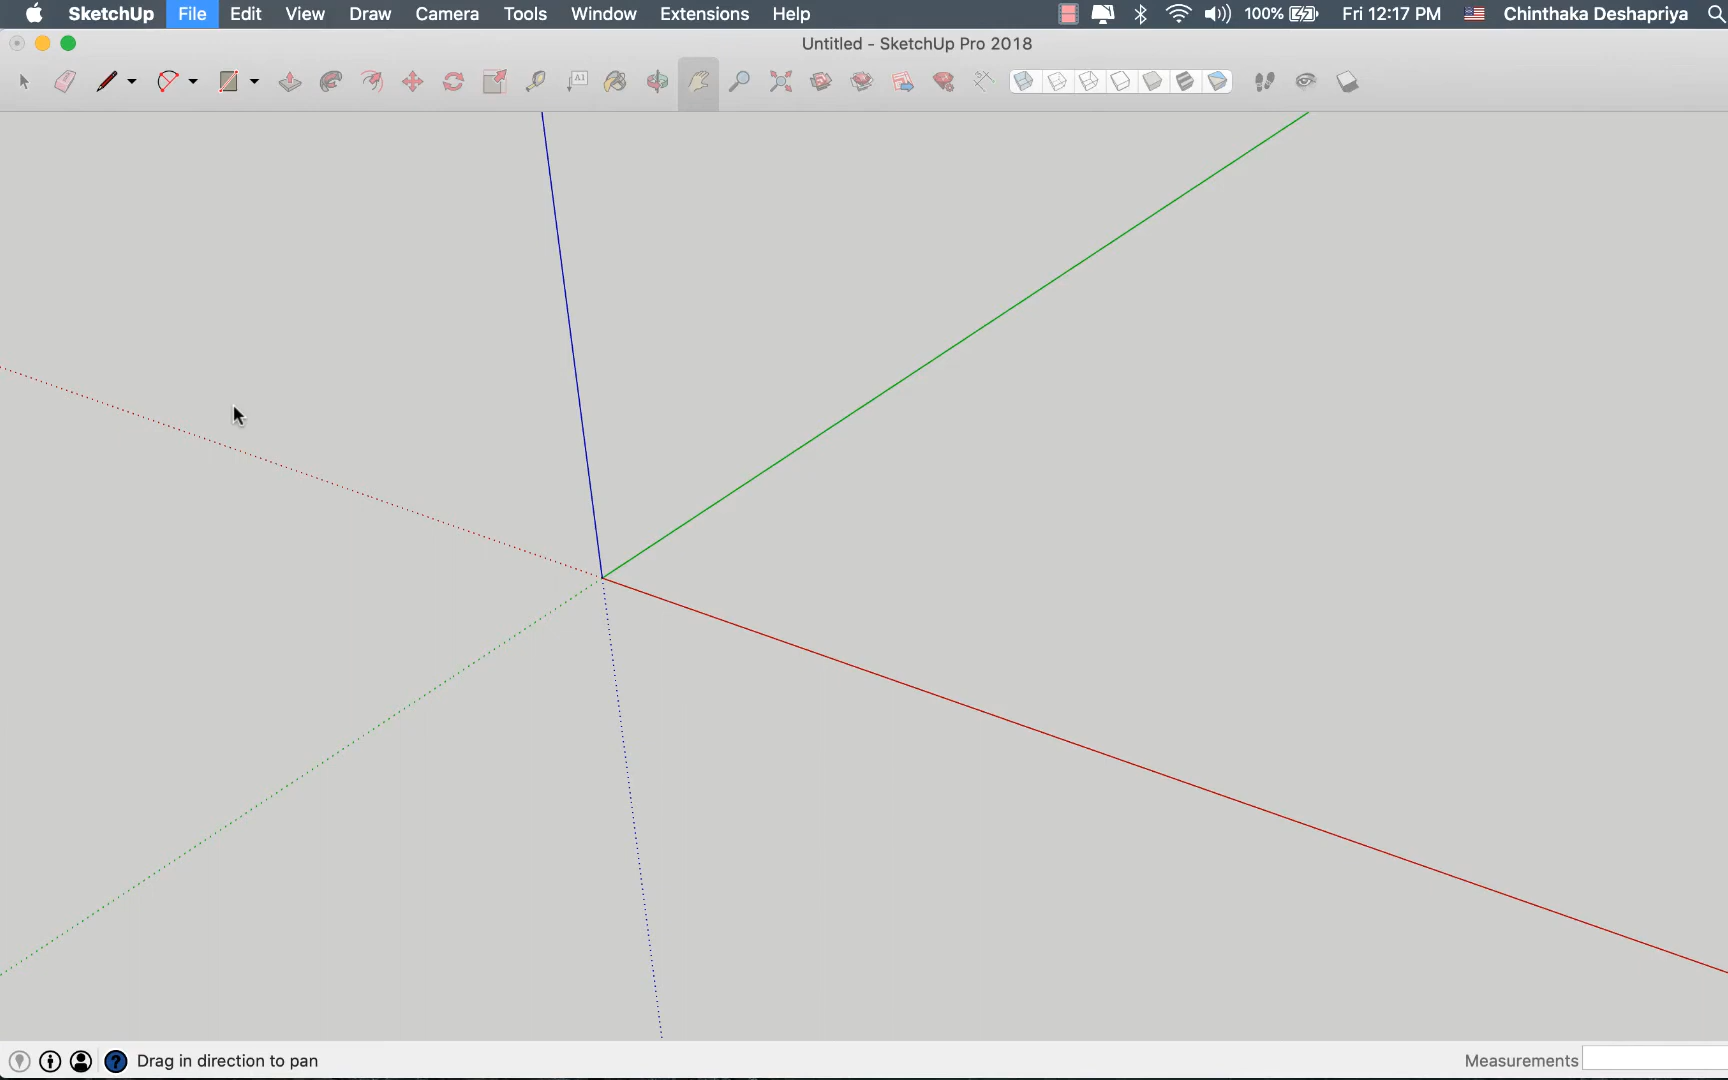 SketchUp File Edit View Draw Camera Tools Window Extensions Help 100% Fri 12:17 PM Chinthaka Deshapriya
Untitled - SketchUp Pro 2018
A1
Drag in direction to pan
Measurements